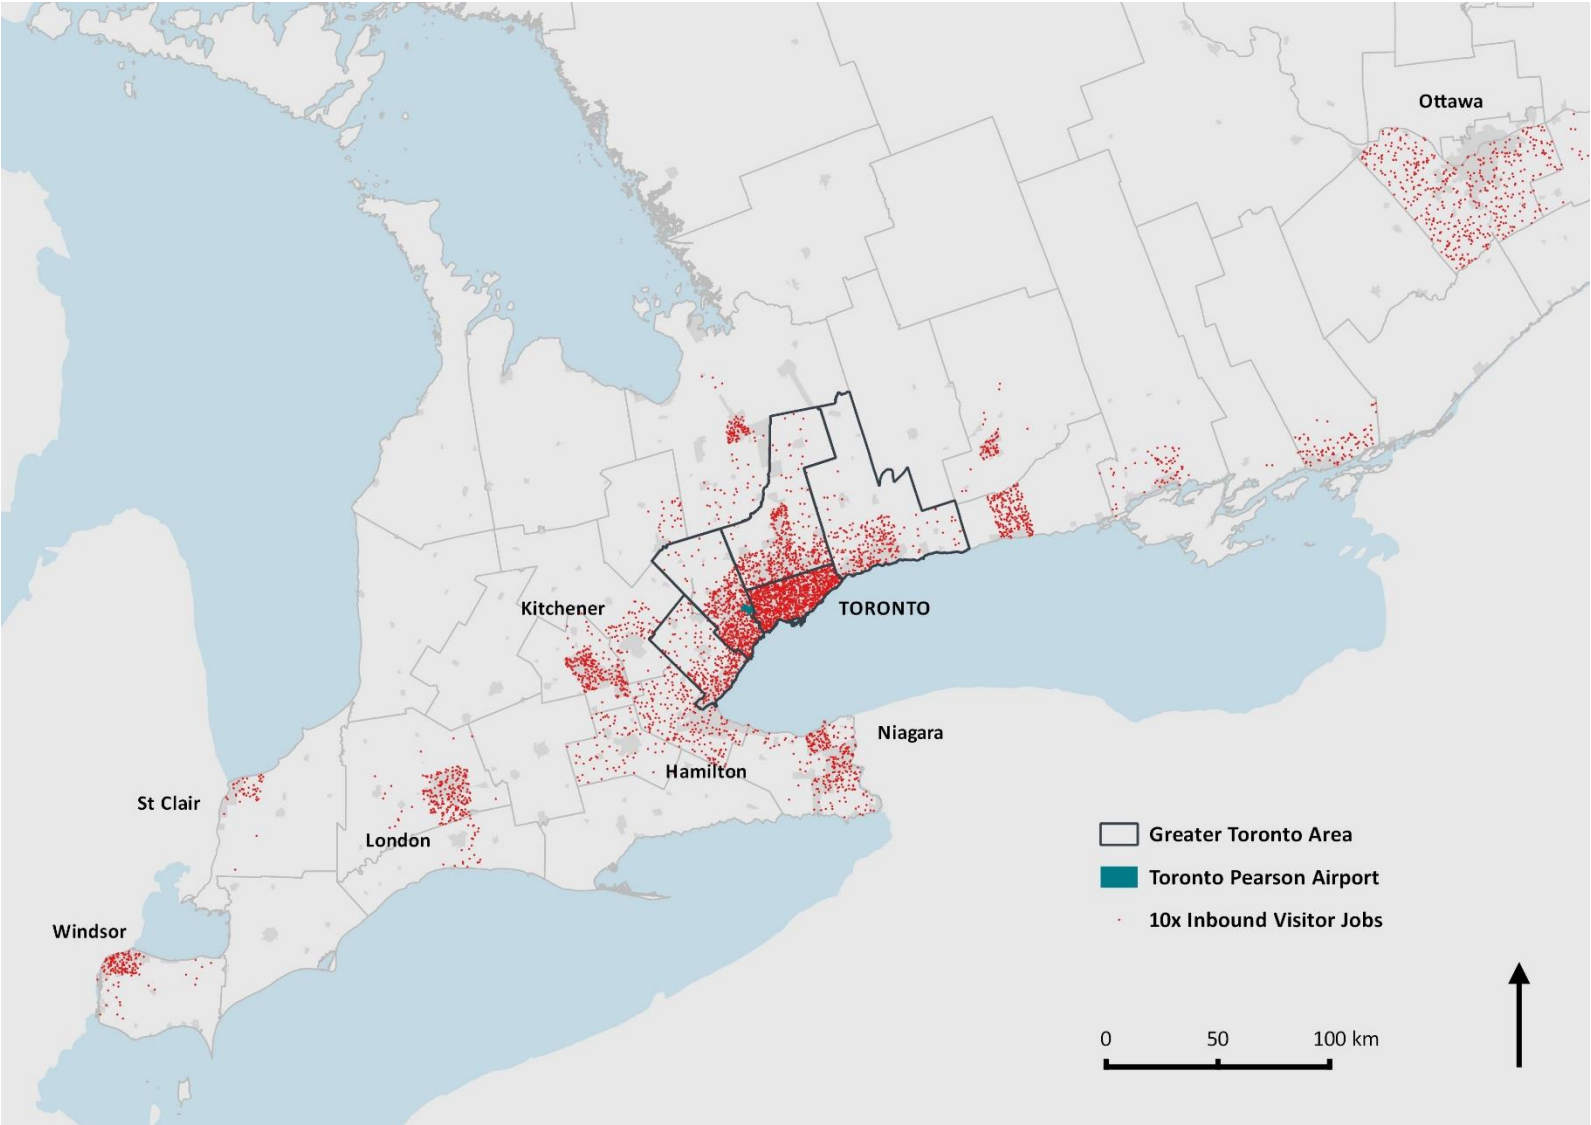 Ottawa
Kitchener
TORONTO
Niagara
Hamilton
St Clair
London
Windsor
Greater Toronto Area
Toronto Pearson Airport
10x Inbound Visitor Jobs
0 50 100 km